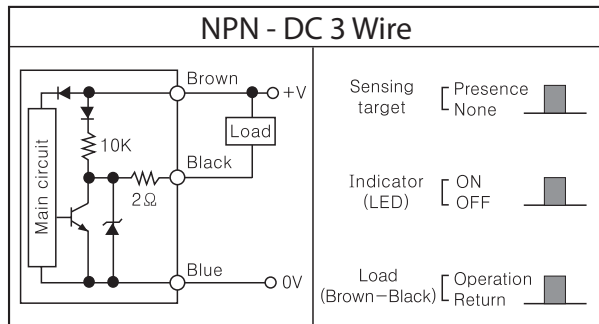 NPN - DC 3 Wire
Brown
+V
Load
10K
Black
2Ω
Main circuit
Blue
0V
Sensing target
Presence
None
Indicator (LED)
ON
OFF
Load (Brown-Black)
Operation
Return